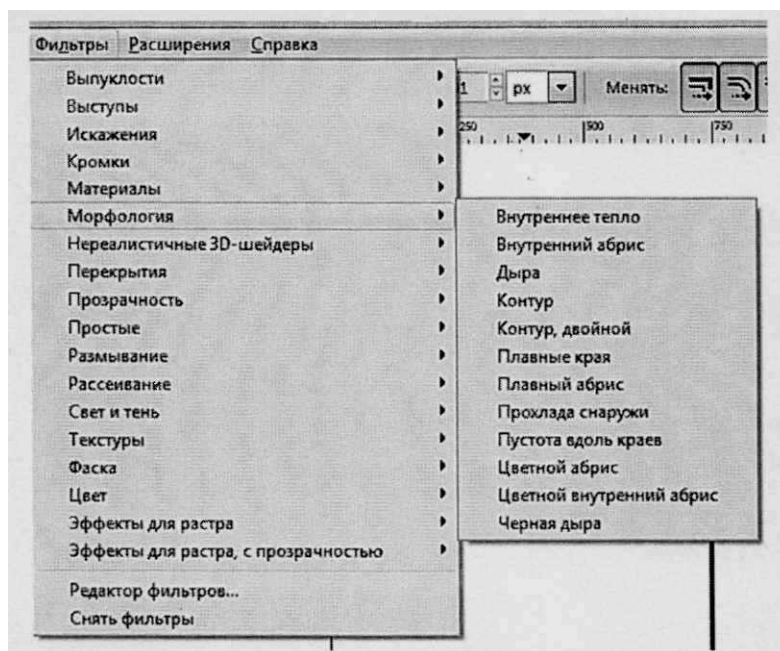 Фильтры Расширения Справка
Выпуклости
1 px Менять:
Выступы
Искажения
250 500 750
Кромки
Материалы
Морфология
Внутреннее тепло
Нереалистичные 3D-шейдеры
Внутренний абрис
Перекрытия
Дыра
Прозрачность
Контур
Простые
Контур, двойной
Размывание
Плавные края
Рассеивание
Плавный абрис
Свет и тень
Прохлада снаружи
Текстуры
Пустота вдоль краев
Фаска
Цветной абрис
Цвет
Цветной внутренний абрис
Эффекты для растра
Черная дыра
Эффекты для растра, с прозрачностью
Редактор фильтров...
Снять фильтры